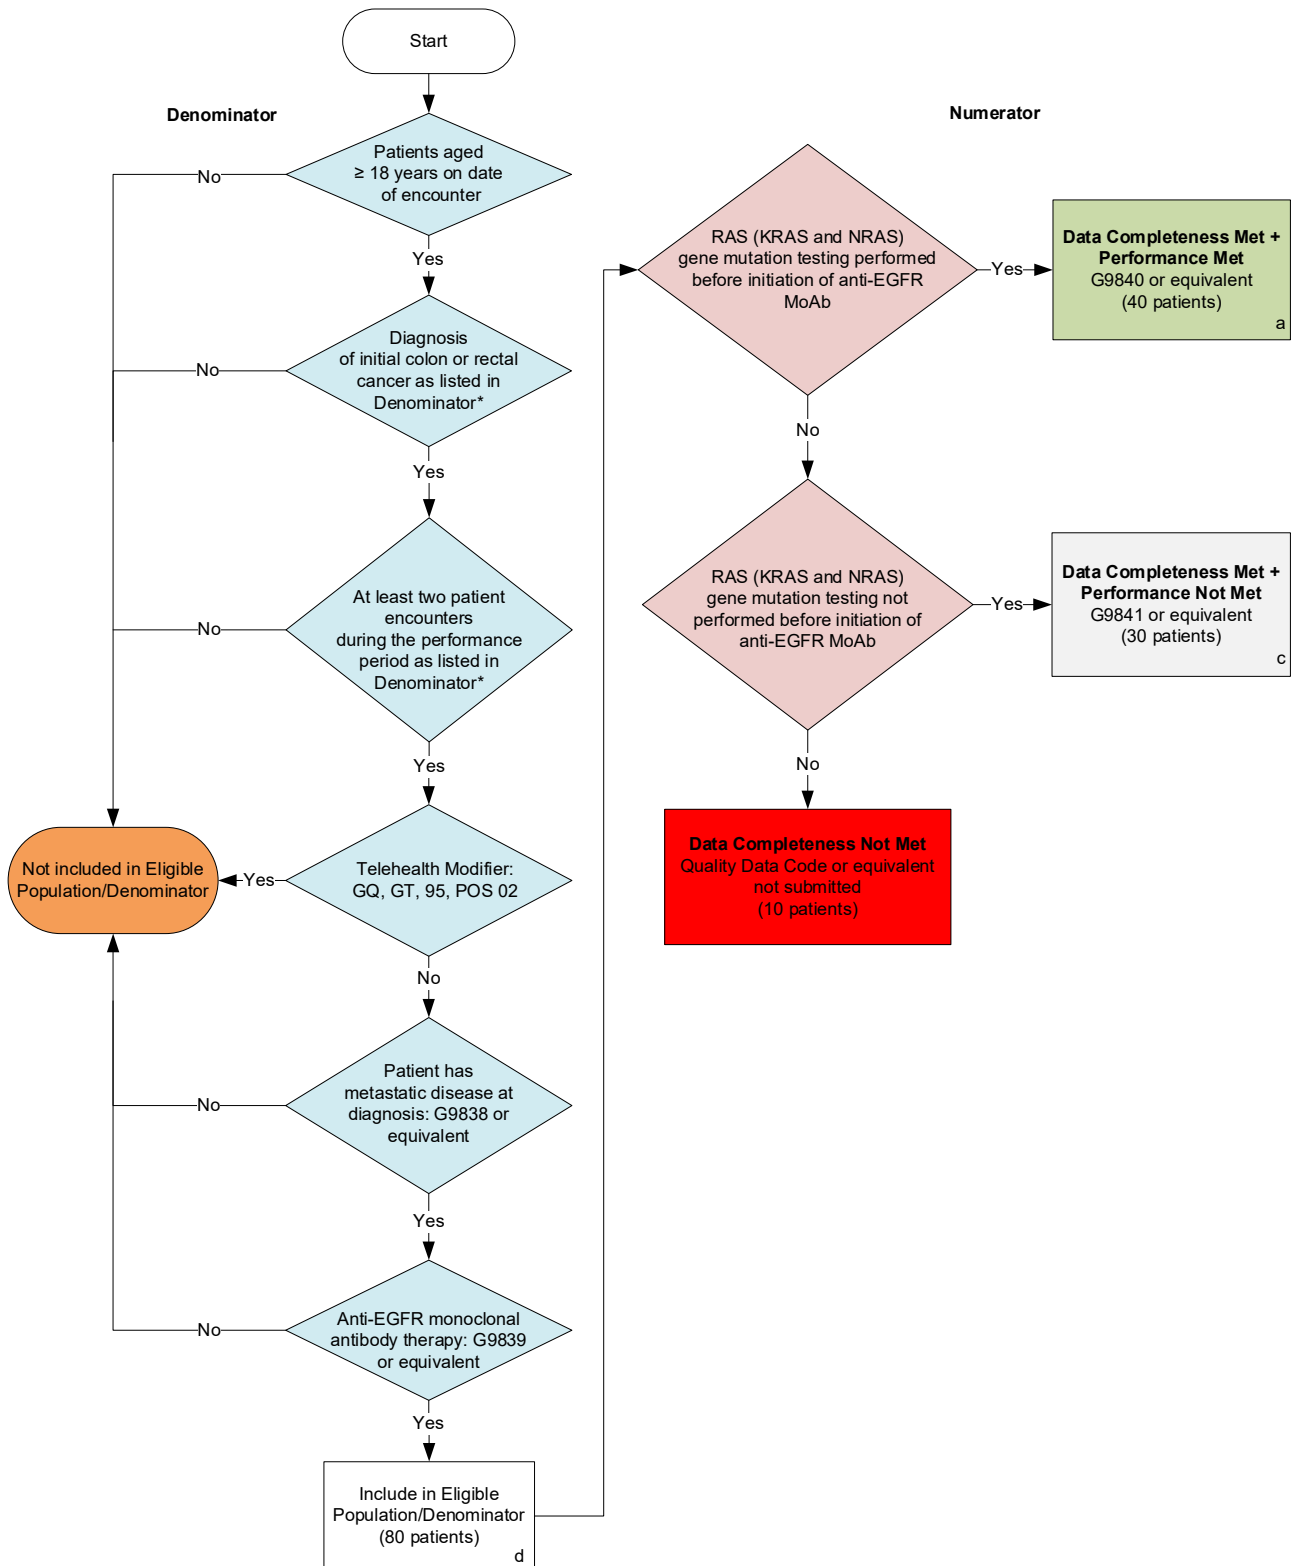 Start
Denominator
Patients aged
≥ 18 years on date
of encounter
No
Yes
Diagnosis
of initial colon or rectal
cancer as listed in
Denominator*
No
Yes
At least two patient
encounters
during the performance
period as listed in
Denominator*
No
Yes
Telehealth Modifier:
GQ, GT, 95, POS 02
Yes
Not included in Eligible
Population/Denominator
No
Patient has
metastatic disease at
diagnosis: G9838 or
equivalent
No
Yes
Anti-EGFR monoclonal
antibody therapy: G9839
or equivalent
No
Yes
Include in Eligible
Population/Denominator
(80 patients)
d
Numerator
RAS (KRAS and NRAS)
gene mutation testing performed
before initiation of anti-EGFR
MoAb
Yes
Data Completeness Met +
Performance Met
G9840 or equivalent
(40 patients)
a
No
RAS (KRAS and NRAS)
gene mutation testing not
performed before initiation of
anti-EGFR MoAb
Yes
Data Completeness Met +
Performance Not Met
G9841 or equivalent
(30 patients)
c
No
Data Completeness Not Met
Quality Data Code or equivalent
not submitted
(10 patients)